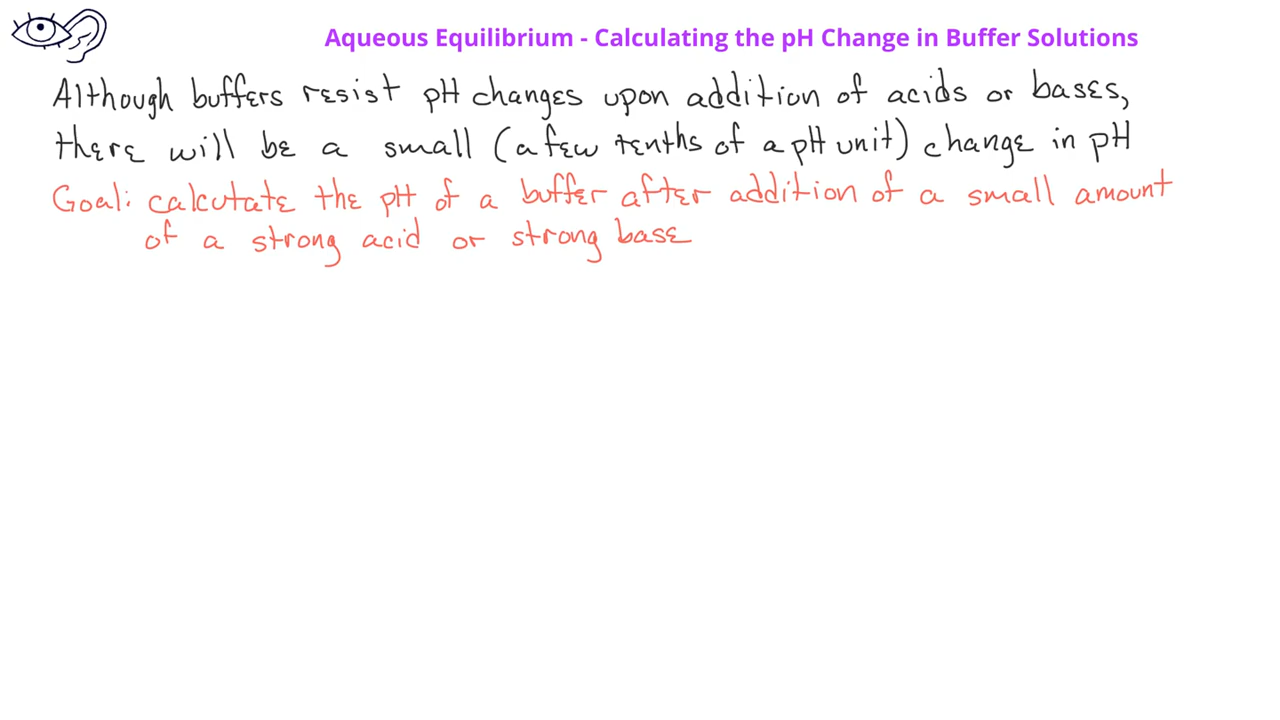 Aqueous Equilibrium - Calculating the pH Change in Buffer Solutions
Although buffers resist pH changes upon addition of acids or bases,
there will be a small (a few tenths of a pH unit) change in pH
Goal: calculate the pH of a buffer after addition of a small amount
of a strong acid or strong base